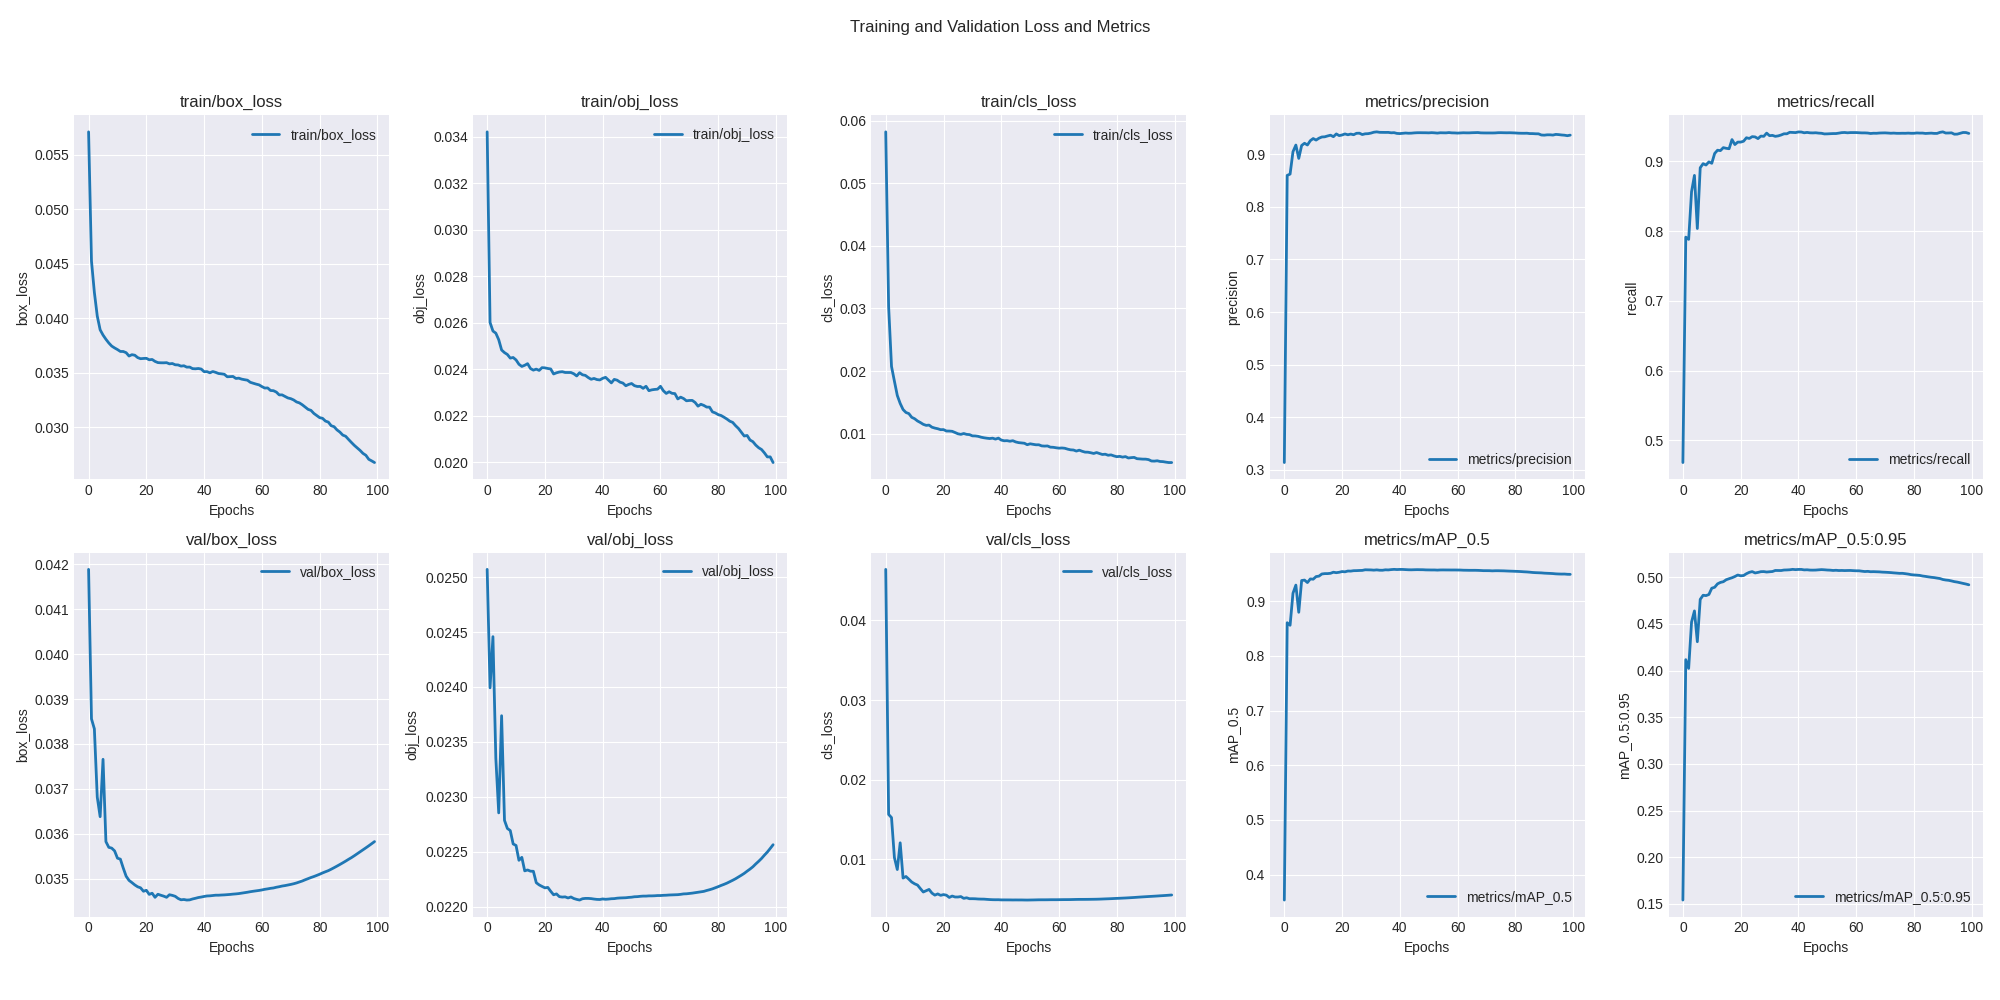 Training and Validation Loss and Metrics
train/box_loss
train/box_loss
0.055
0.050
0.045
0.040
0.035
0.030
box_loss
0 20 40 60 80 100
Epochs
train/obj_loss
train/obj_loss
0.034
0.032
0.030
0.028
0.026
0.024
0.022
0.020
obj_loss
0 20 40 60 80 100
Epochs
train/cls_loss
train/cls_loss
0.06
0.05
0.04
0.03
0.02
0.01
cls_loss
0 20 40 60 80 100
Epochs
metrics/precision
0.9
0.8
0.7
0.6
0.5
0.4
0.3
precision
metrics/precision
0 20 40 60 80 100
Epochs
metrics/recall
0.9
0.8
0.7
0.6
0.5
recall
metrics/recall
0 20 40 60 80 100
Epochs
val/box_loss
val/box_loss
0.042
0.041
0.040
0.039
0.038
0.037
0.036
0.035
box_loss
0 20 40 60 80 100
Epochs
val/obj_loss
val/obj_loss
0.0250
0.0245
0.0240
0.0235
0.0230
0.0225
0.0220
obj_loss
0 20 40 60 80 100
Epochs
val/cls_loss
val/cls_loss
0.04
0.03
0.02
0.01
cls_loss
0 20 40 60 80 100
Epochs
metrics/mAP_0.5
0.9
0.8
0.7
0.6
0.5
0.4
mAP_0.5
metrics/mAP_0.5
0 20 40 60 80 100
Epochs
metrics/mAP_0.5:0.95
0.50
0.45
0.40
0.35
0.30
0.25
0.20
0.15
mAP_0.5:0.95
metrics/mAP_0.5:0.95
0 20 40 60 80 100
Epochs